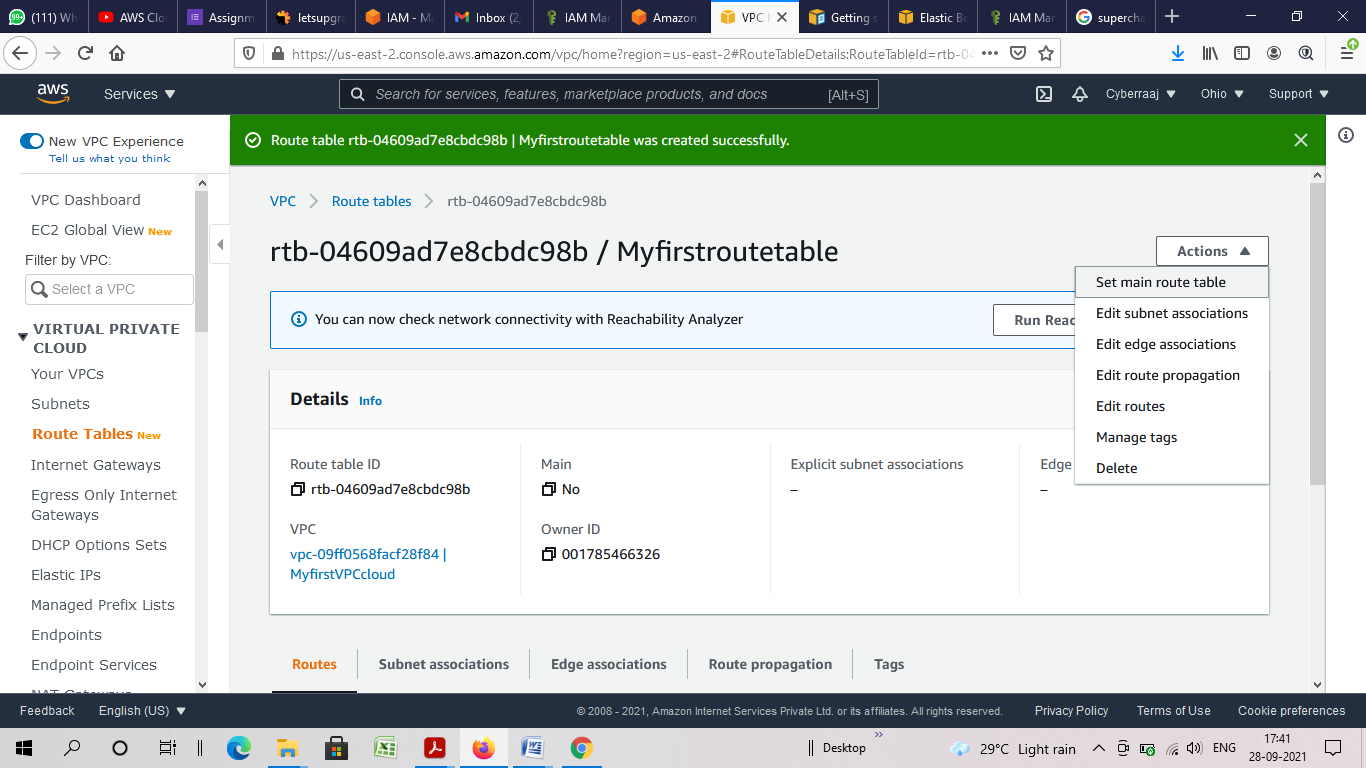 (111) Wh
AWS Clo
Assignm
letsupgra
IAM - Ma
Inbox (2,
IAM Man
Amazon
VPC M
Getting s
Elastic Be
IAM Man
supercha
https://us-east-2.console.aws.amazon.com/vpc/home?region=us-east-2#RouteTableDetails:RouteTableId=rtb-04
aws
Services
Search for services, features, marketplace products, and docs
[Alt+S]
Cyberraaj
Ohio
Support
New VPC Experience
Tell us what you think
Route table rtb-04609ad7e8cbdc98b | Myfirstroutetable was created successfully.
VPC Dashboard
EC2 Global View New
Filter by VPC:
Select a VPC
VIRTUAL PRIVATE
CLOUD
Your VPCs
Subnets
Route Tables New
Internet Gateways
Egress Only Internet
Gateways
DHCP Options Sets
Elastic IPs
Managed Prefix Lists
Endpoints
Endpoint Services
NAT Gateways
VPC
Route tables
rtb-04609ad7e8cbdc98b
rtb-04609ad7e8cbdc98b / Myfirstroutetable
Actions
Set main route table
Edit subnet associations
Edit edge associations
Edit route propagation
Edit routes
Manage tags
Delete
You can now check network connectivity with Reachability Analyzer
Run Reac
Details Info
Route table ID
rtb-04609ad7e8cbdc98b
Main
No
Explicit subnet associations
–
Edge
–
VPC
vpc-09ff0568facf28f84 |
MyfirstVPCcloud
Owner ID
001785466326
Routes
Subnet associations
Edge associations
Route propagation
Tags
Feedback
English (US)
© 2008 - 2021, Amazon Internet Services Private Ltd. or its affiliates. All rights reserved.
Privacy Policy
Terms of Use
Cookie preferences
Desktop
29°C Light rain
ENG
17:41
28-09-2021